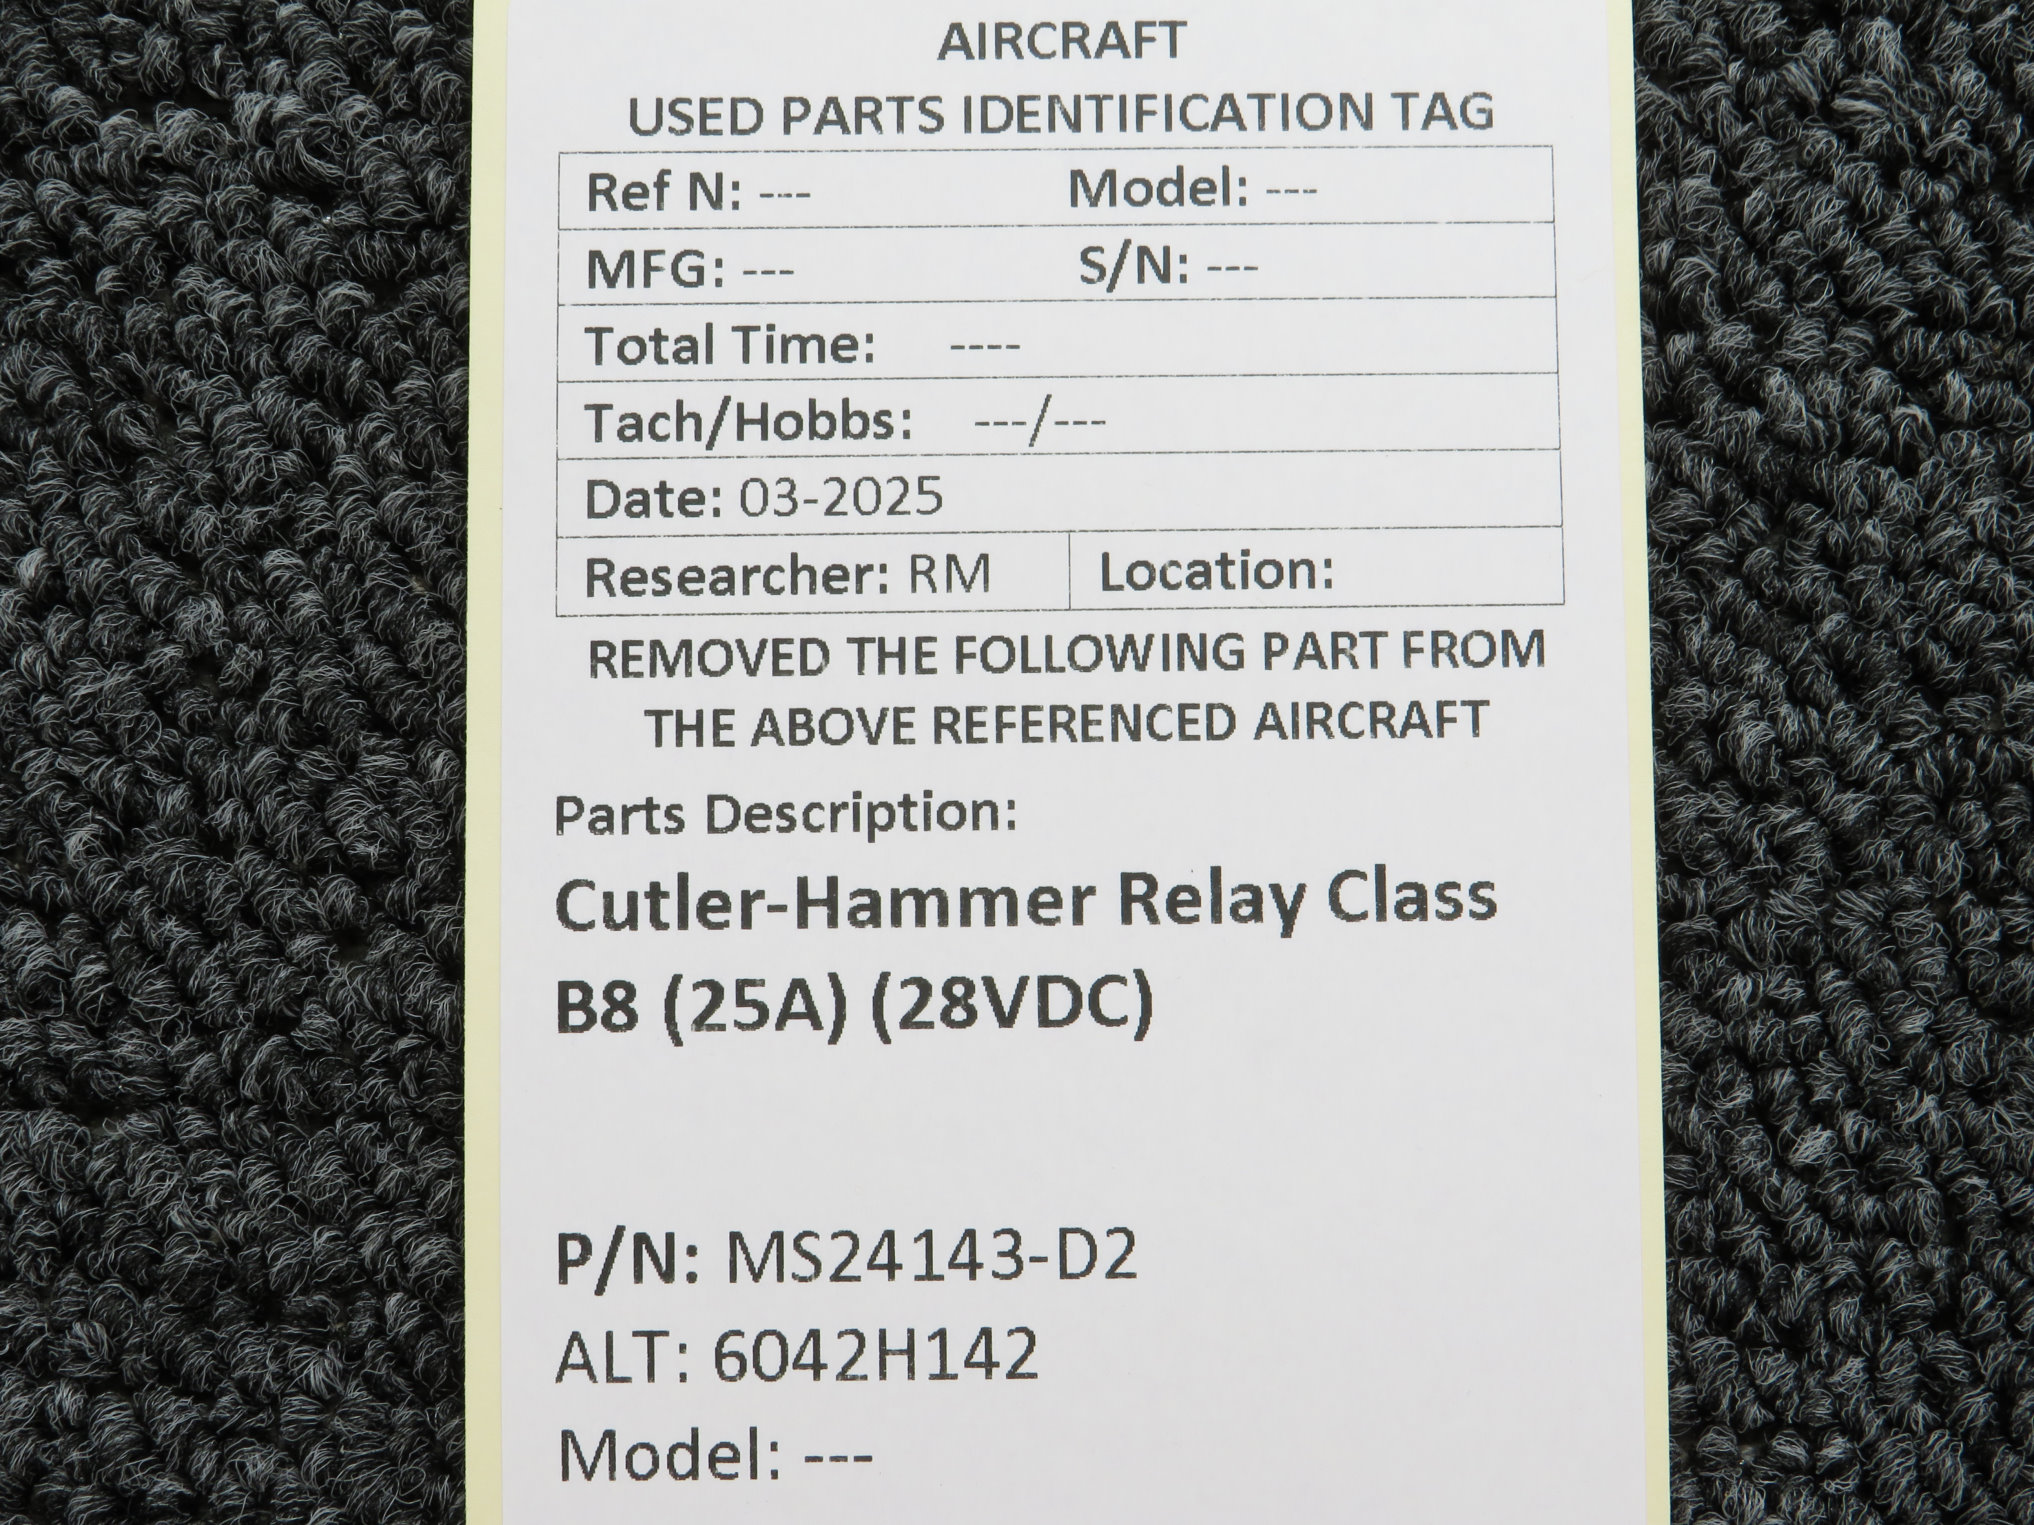 AIRCRAFT
USED PARTS IDENTIFICATION TAG
Ref N: --- Model: ---
MFG: --- S/N: ---
Total Time: ----
Tach/Hobbs: ---/---
Date: 03-2025
Researcher: RM Location:
REMOVED THE FOLLOWING PART FROM
THE ABOVE REFERENCED AIRCRAFT
Parts Description:
Cutler-Hammer Relay Class
B8 (25A) (28VDC)
P/N: MS24143-D2
ALT: 6042H142
Model: ---